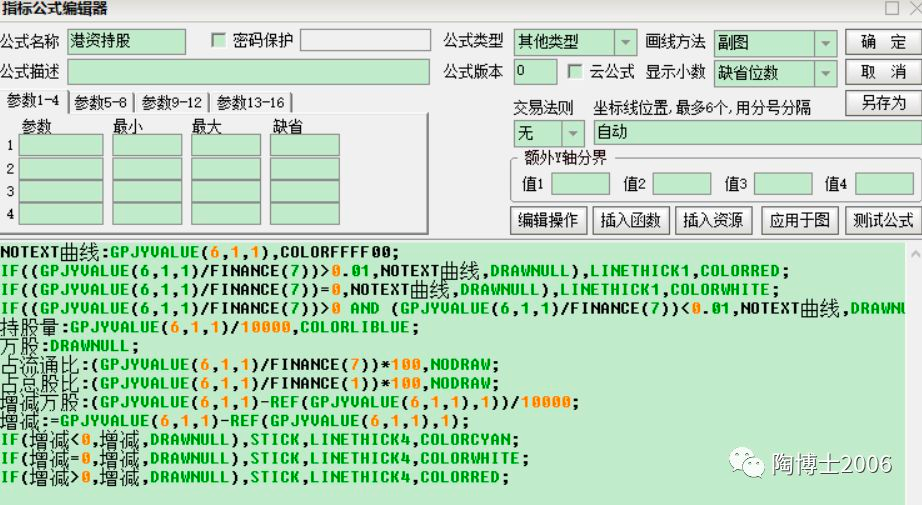 指标公式编辑器
公式名称 港资持股 密码保护 公式类型 其他类型 画线方法 副图 确 定
公式描述 公式版本 0 云公式 显示小数 缺省位数 取 消
参数1-4 参数5-8 参数9-12 参数13-16 另存为
交易法则 坐标线位置,最多6个,用分号分隔
参数 最小 最大 缺省
无 自动
1
2
3
4
额外Y轴分界
值1 值2 值3 值4
编辑操作 插入函数 插入资源 应用于图 测试公式
NOTEXT曲线:GPJYVALUE(6,1,1),COLORFFFF00;
IF((GPJYVALUE(6,1,1)/FINANCE(7))>0.01,NOTEXT曲线,DRAWNULL),LINETHICK1,COLORRED;
IF((GPJYVALUE(6,1,1)/FINANCE(7))=0,NOTEXT曲线,DRAWNULL),LINETHICK1,COLORWHITE;
IF((GPJYVALUE(6,1,1)/FINANCE(7))>0 AND (GPJYVALUE(6,1,1)/FINANCE(7))<0.01,NOTEXT曲线,DRAWNU
持股量:GPJYVALUE(6,1,1)/10000,COLORLIBLUE;
万股:DRAWNULL;
占流通比:(GPJYVALUE(6,1,1)/FINANCE(7))*100,NODRAW;
占总股比:(GPJYVALUE(6,1,1)/FINANCE(1))*100,NODRAW;
增减万股:(GPJYVALUE(6,1,1)-REF(GPJYVALUE(6,1,1),1))/10000;
增减:=GPJYVALUE(6,1,1)-REF(GPJYVALUE(6,1,1),1);
IF(增减<0,增减,DRAWNULL),STICK,LINETHICK4,COLORCYAN;
IF(增减=0,增减,DRAWNULL),STICK,LINETHICK4,COLORWHITE;
IF(增减>0,增减,DRAWNULL),STICK,LINETHICK4,COLORRED;
陶博士2006